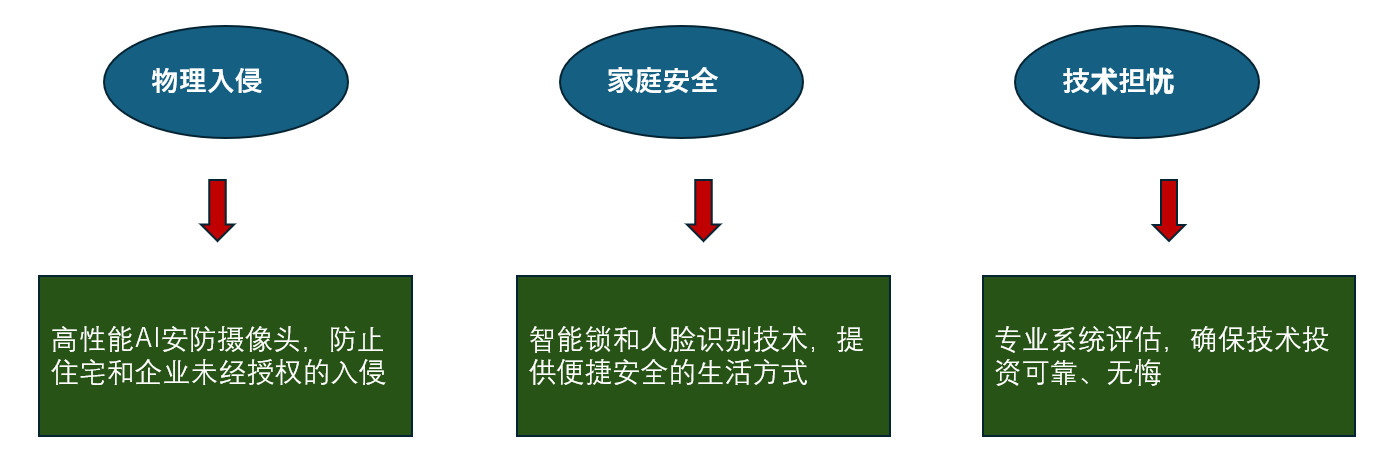 物理入侵
家庭安全
技术担忧
高性能AI安防摄像头，防止
住宅和企业未经授权的入侵
智能锁和人脸识别技术，提
供便捷安全的生活方式
专业系统评估，确保技术投
资可靠、无悔